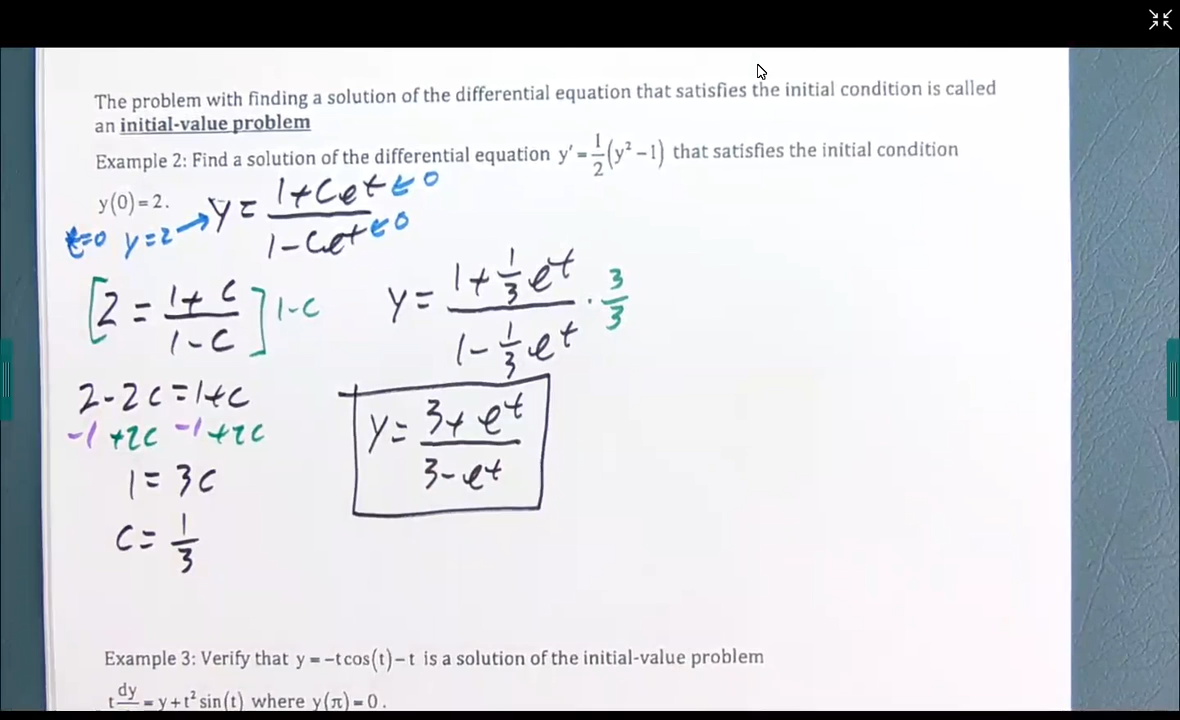 The problem with finding a solution of the differential equation that satisfies the initial condition is called
an initial-value problem
Example 2: Find a solution of the differential equation y' = 1/2 (y² − 1) that satisfies the initial condition
y(0) = 2.
t=0 y=2 → y = (1+Ce^t ← 0) / (1−Ce^t ← 0)
[2 = (1+C)/(1−C)] 1−C
2−2C = 1+C
−1 +2C −1 +2C
1 = 3C
C = 1/3
y = (1 + 1/3 e^t) / (1 − 1/3 e^t) · 3/3
y = (3+e^t) / (3−e^t)
Example 3: Verify that y = −t cos(t) − t is a solution of the initial-value problem
t dy/ = y + t² sin(t) where y(π) = 0.